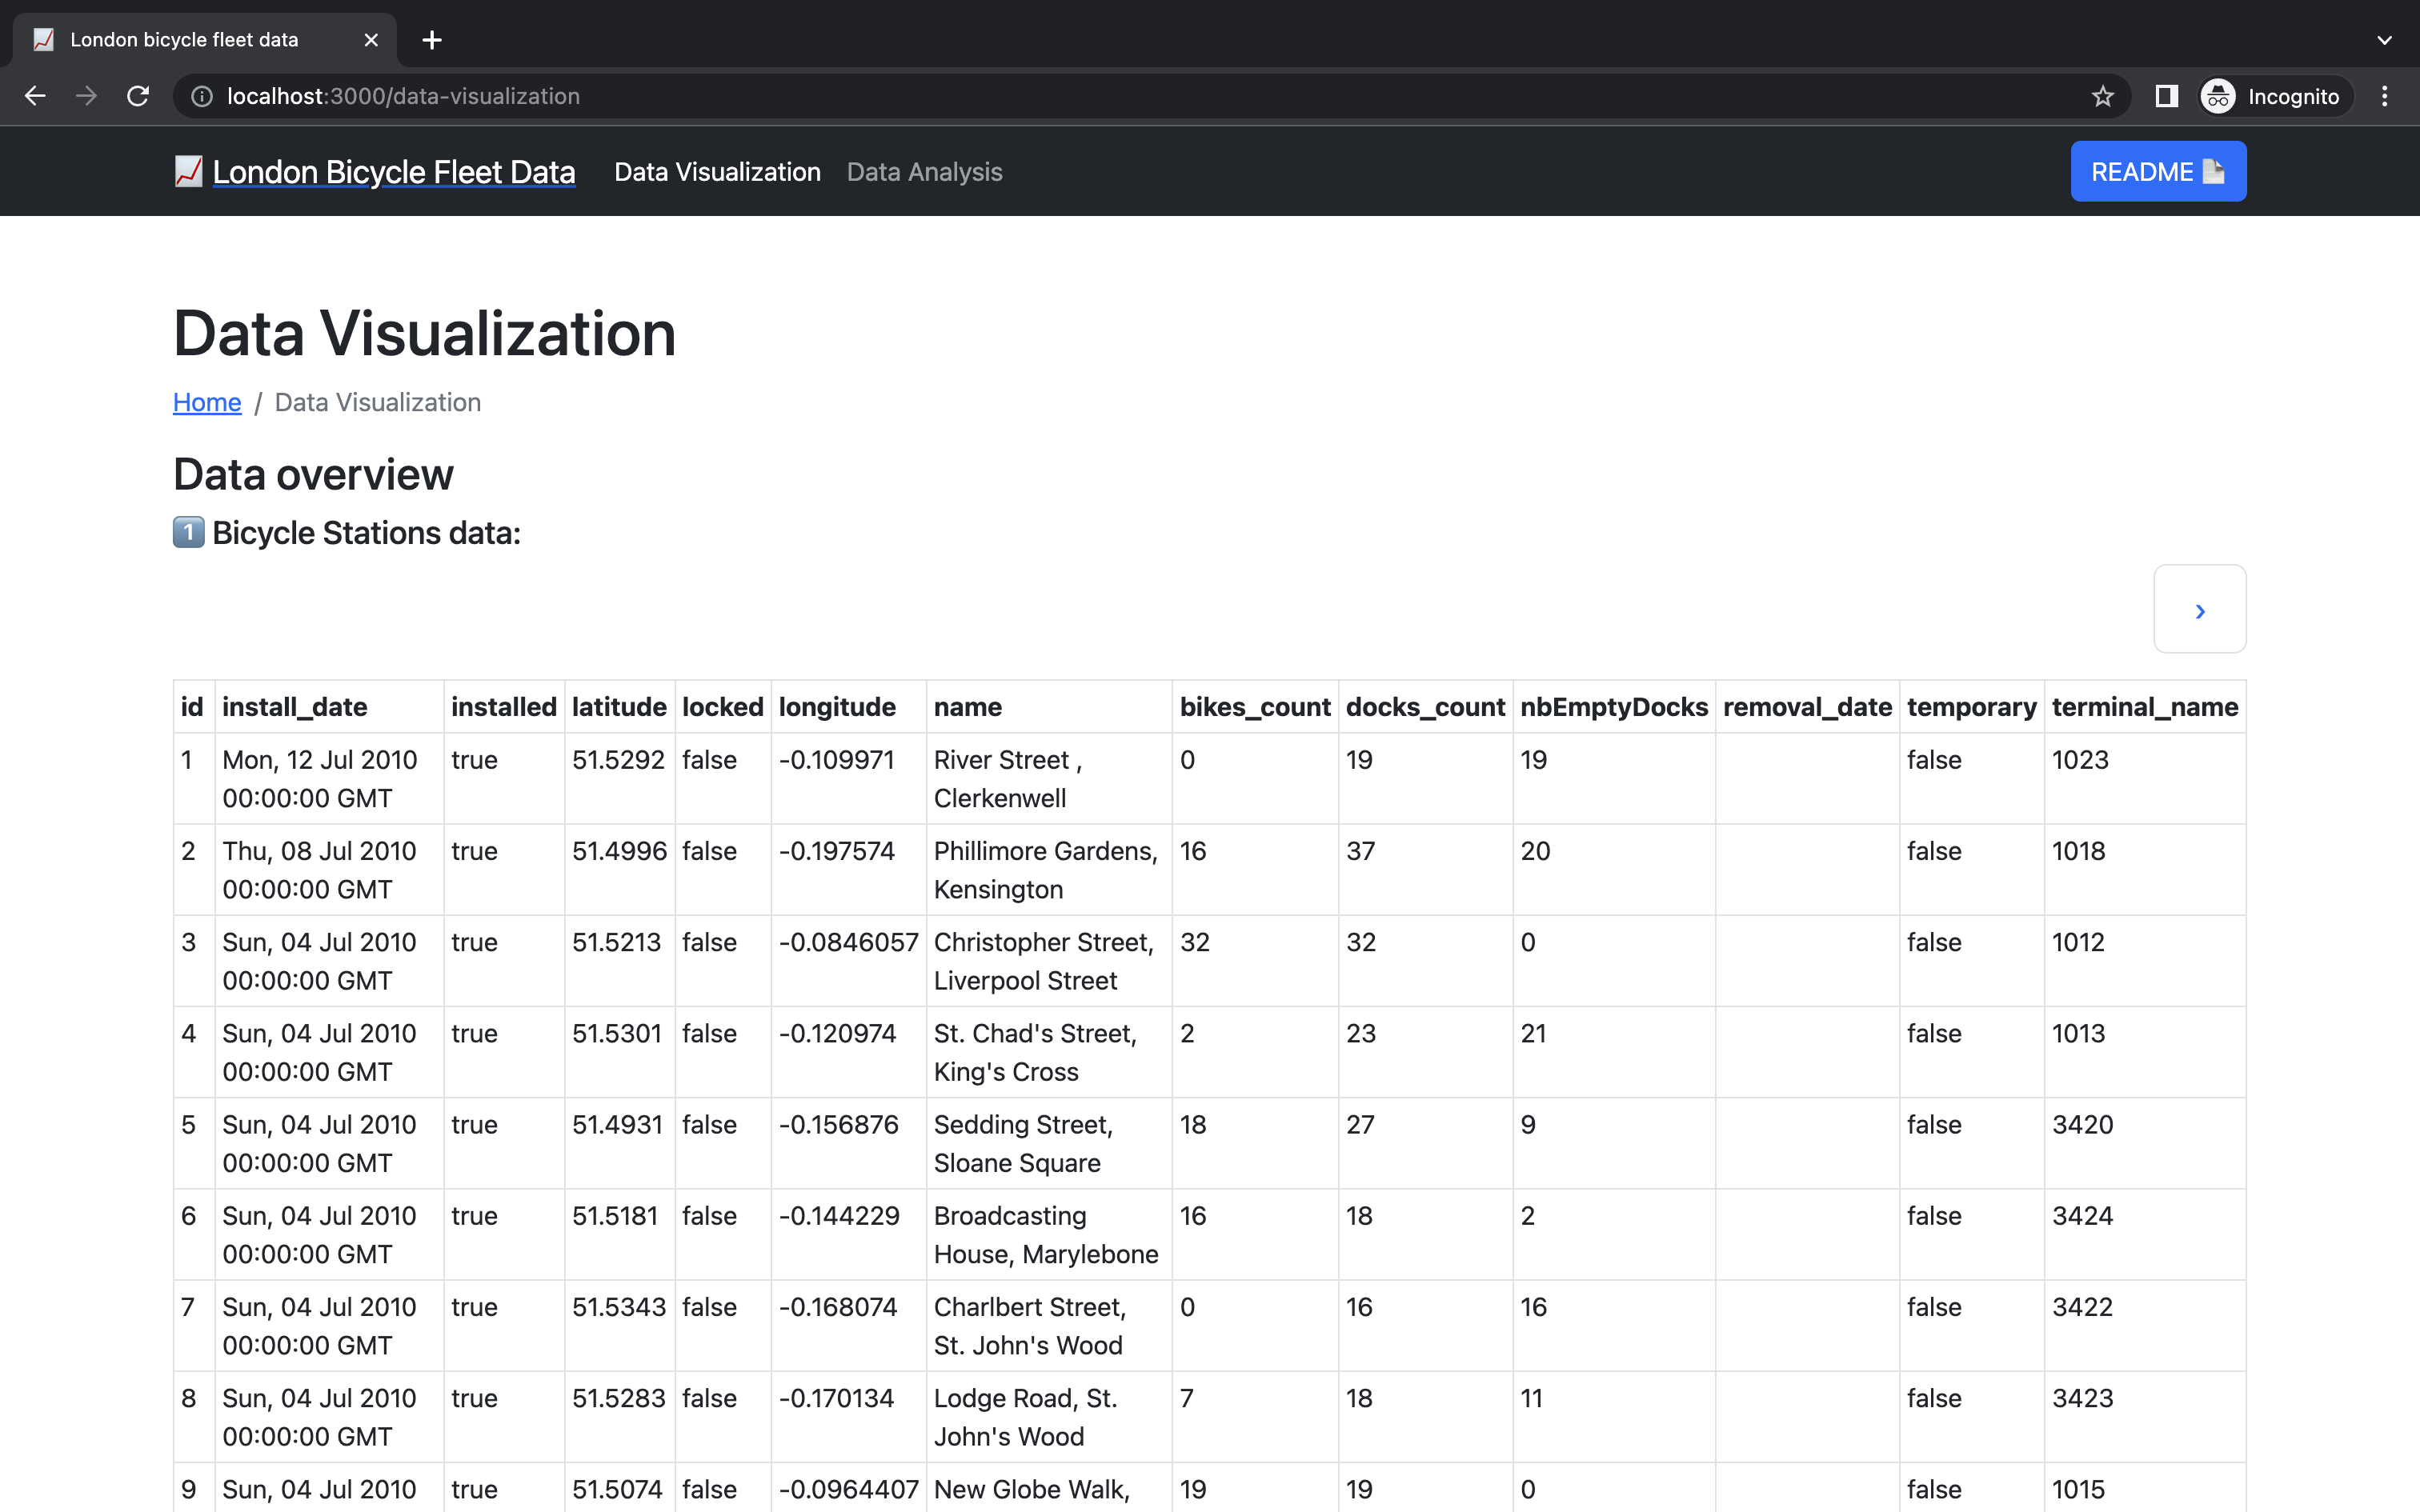 London bicycle fleet data
localhost:3000/data-visualization
Incognito
London Bicycle Fleet Data Data Visualization Data Analysis README
Data Visualization
Home / Data Visualization
Data overview
1 Bicycle Stations data:
›
id install_date installed latitude locked longitude name bikes_count docks_count nbEmptyDocks removal_date temporary terminal_name
1 Mon, 12 Jul 2010 true 51.5292 false -0.109971 River Street , 0 19 19 false 1023
00:00:00 GMT Clerkenwell
2 Thu, 08 Jul 2010 true 51.4996 false -0.197574 Phillimore Gardens, 16 37 20 false 1018
00:00:00 GMT Kensington
3 Sun, 04 Jul 2010 true 51.5213 false -0.0846057 Christopher Street, 32 32 0 false 1012
00:00:00 GMT Liverpool Street
4 Sun, 04 Jul 2010 true 51.5301 false -0.120974 St. Chad's Street, 2 23 21 false 1013
00:00:00 GMT King's Cross
5 Sun, 04 Jul 2010 true 51.4931 false -0.156876 Sedding Street, 18 27 9 false 3420
00:00:00 GMT Sloane Square
6 Sun, 04 Jul 2010 true 51.5181 false -0.144229 Broadcasting 16 18 2 false 3424
00:00:00 GMT House, Marylebone
7 Sun, 04 Jul 2010 true 51.5343 false -0.168074 Charlbert Street, 0 16 16 false 3422
00:00:00 GMT St. John's Wood
8 Sun, 04 Jul 2010 true 51.5283 false -0.170134 Lodge Road, St. 7 18 11 false 3423
00:00:00 GMT John's Wood
9 Sun, 04 Jul 2010 true 51.5074 false -0.0964407 New Globe Walk, 19 19 0 false 1015